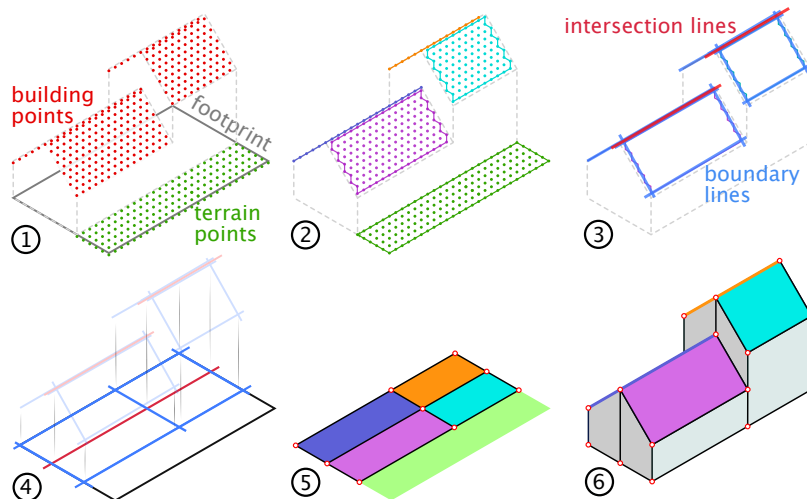 building
points
footprint
terrain
points
1
2
intersection lines
boundary
lines
3
4
5
6